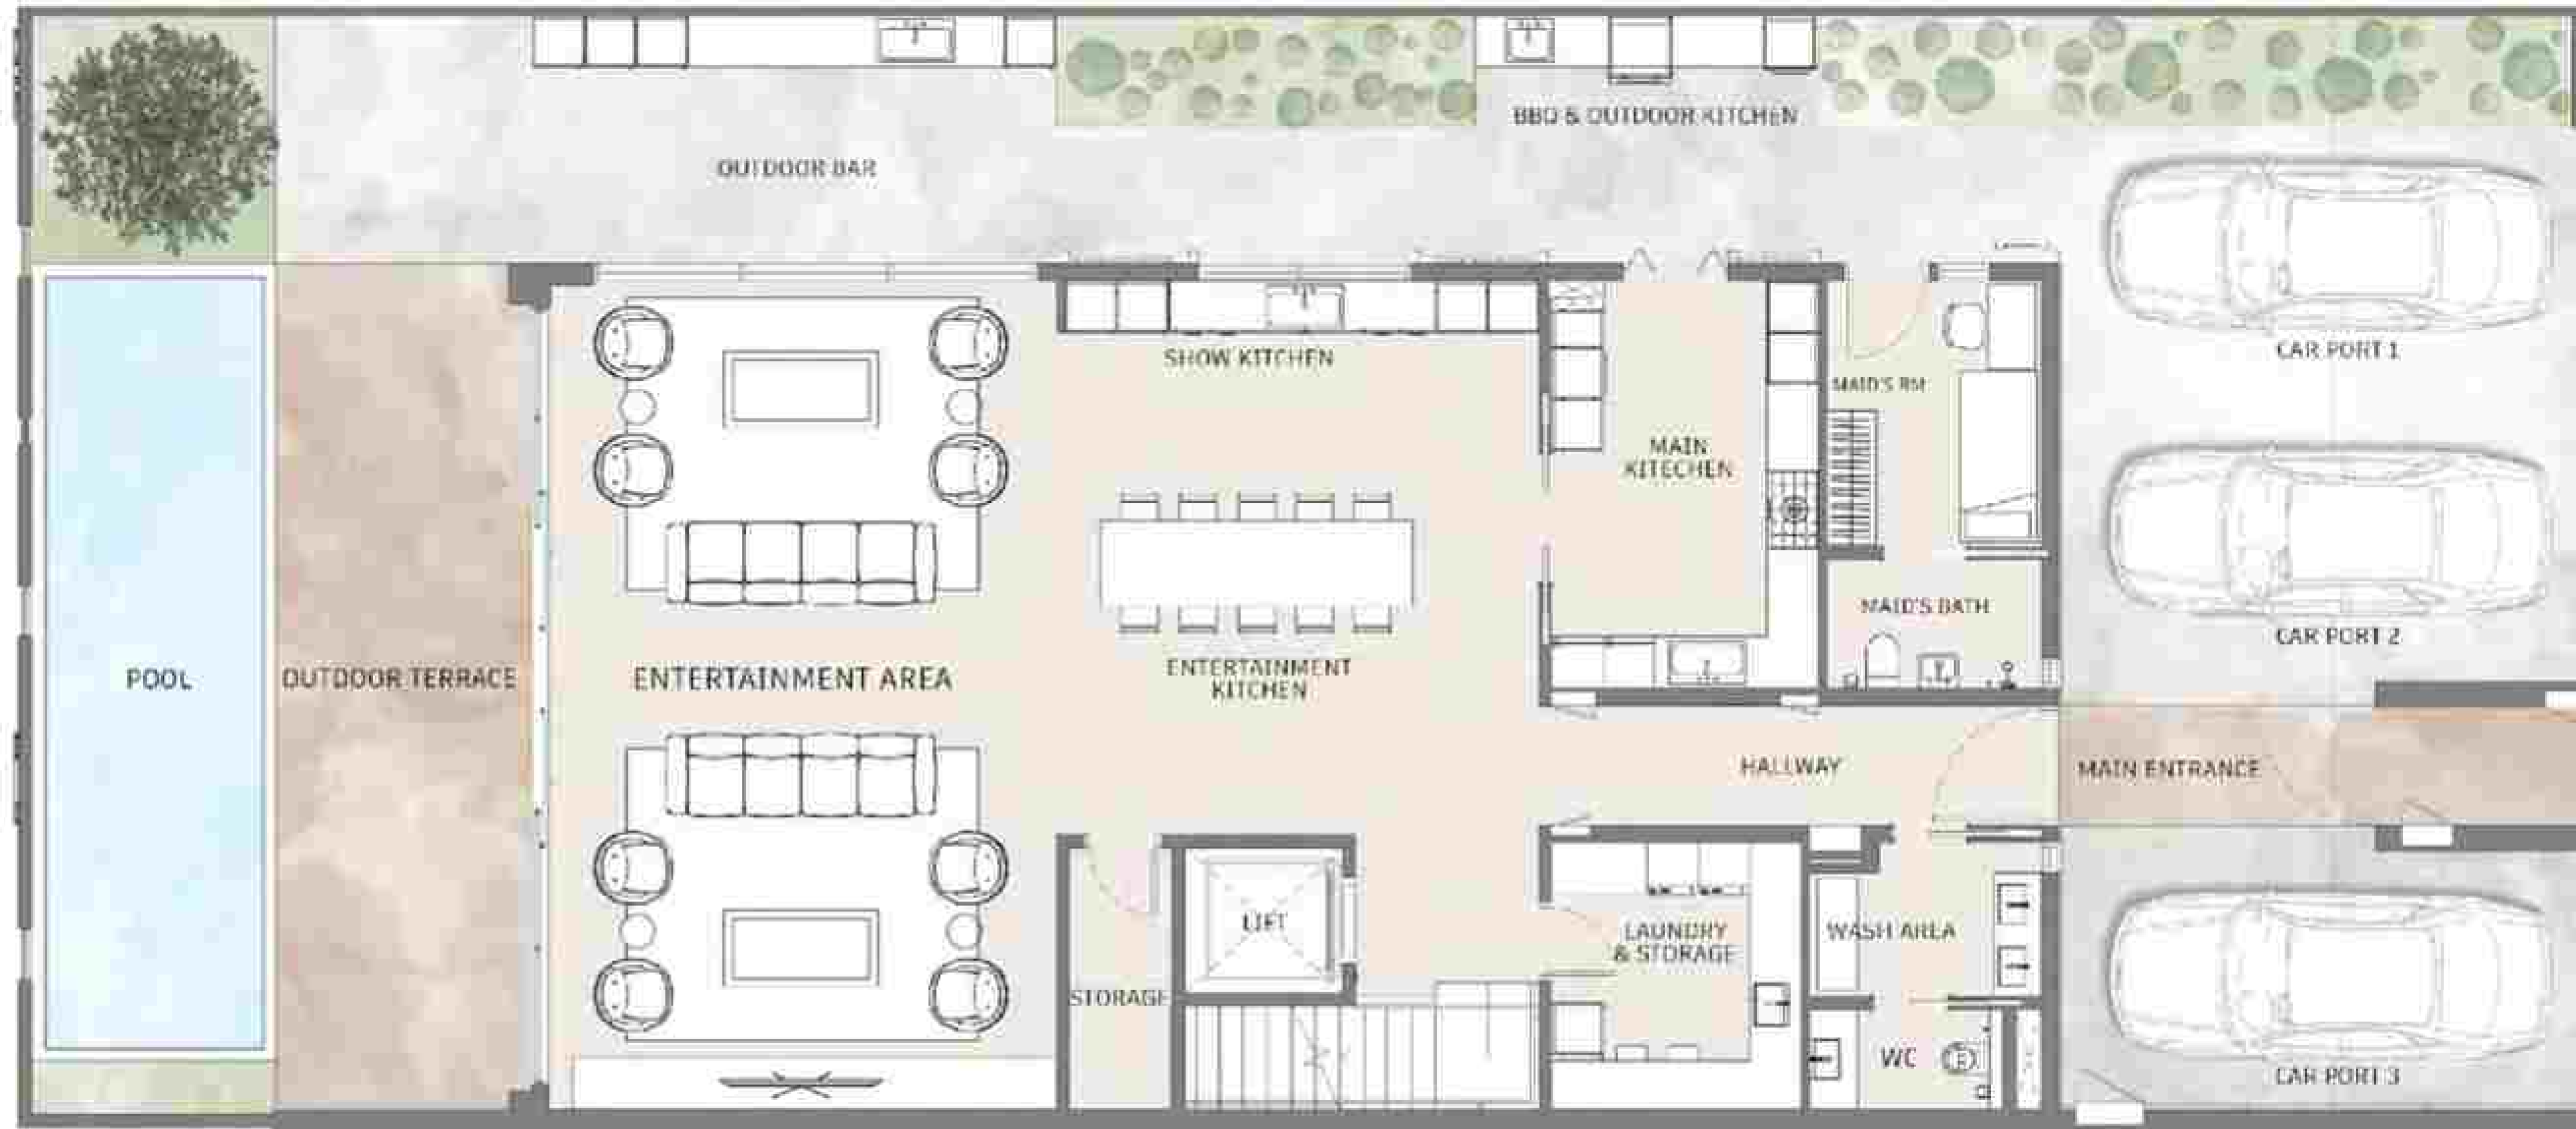 BBQ & OUTDOOR KITCHEN
OUTDOOR BAR
CAR PORT 1
SHOW KITCHEN
MAID'S RM
MAIN
KITECHEN
MAID'S BATH
CAR PORT 2
POOL
OUTDOOR TERRACE
ENTERTAINMENT AREA
ENTERTAINMENT
KITCHEN
HALLWAY
MAIN ENTRANCE
LIFT
LAUNDRY
& STORAGE
WASH AREA
STORAGE
WC
CAR PORT 3